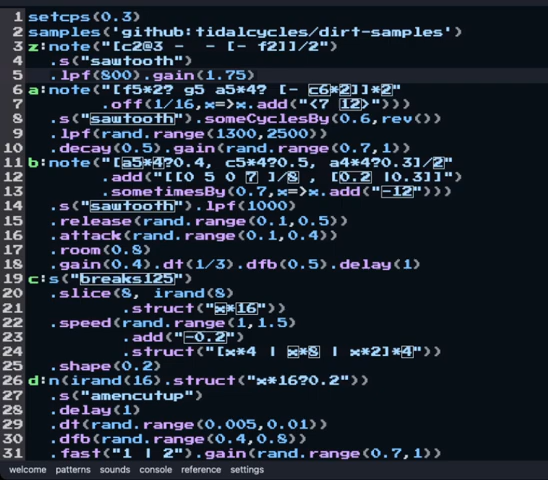 1 setcps(0.3)
2 samples('github:tidalcycles/dirt-samples')
3 z:note("[c2@3 -  - [- f2]]/2")
4 .s("sawtooth")
5 .lpf(800).gain(1.75)
6 a:note("[f5*2? g5 a5*4? [- c6*2]]*2"
7 .off(1/16,x=>x.add("<7 12>")))
8 .s("sawtooth").someCyclesBy(0.6,rev())
9 .lpf(rand.range(1300,2500))
10 .decay(0.5).gain(rand.range(0.7,1))
11 b:note("[a5*4?0.4, c5*4?0.5, a4*4?0.3]/2"
12 .add("[[0 5 0 7 ]/8 , [0.2 |0.3]]")
13 .sometimesBy(0.7,x=>x.add("-12")))
14 .s("sawtooth").lpf(1000)
15 .release(rand.range(0.1,0.5))
16 .attack(rand.range(0.1,0.4))
17 .room(0.8)
18 .gain(0.4).dt(1/3).dfb(0.5).delay(1)
19 c:s("breaks125")
20 .slice(8, irand(8)
21 .struct("x*16"))
22 .speed(rand.range(1,1.5)
23 .add("-0.2")
24 .struct("[x*4 | x*8 | x*2]*4"))
25 .shape(0.2)
26 d:n(irand(16).struct("x*16?0.2"))
27 .s("amencutup")
28 .delay(1)
29 .dt(rand.range(0.005,0.01))
30 .dfb(rand.range(0.4,0.8))
31 .fast("1 | 2").gain(rand.range(0.7,1)
welcome patterns sounds console reference settings